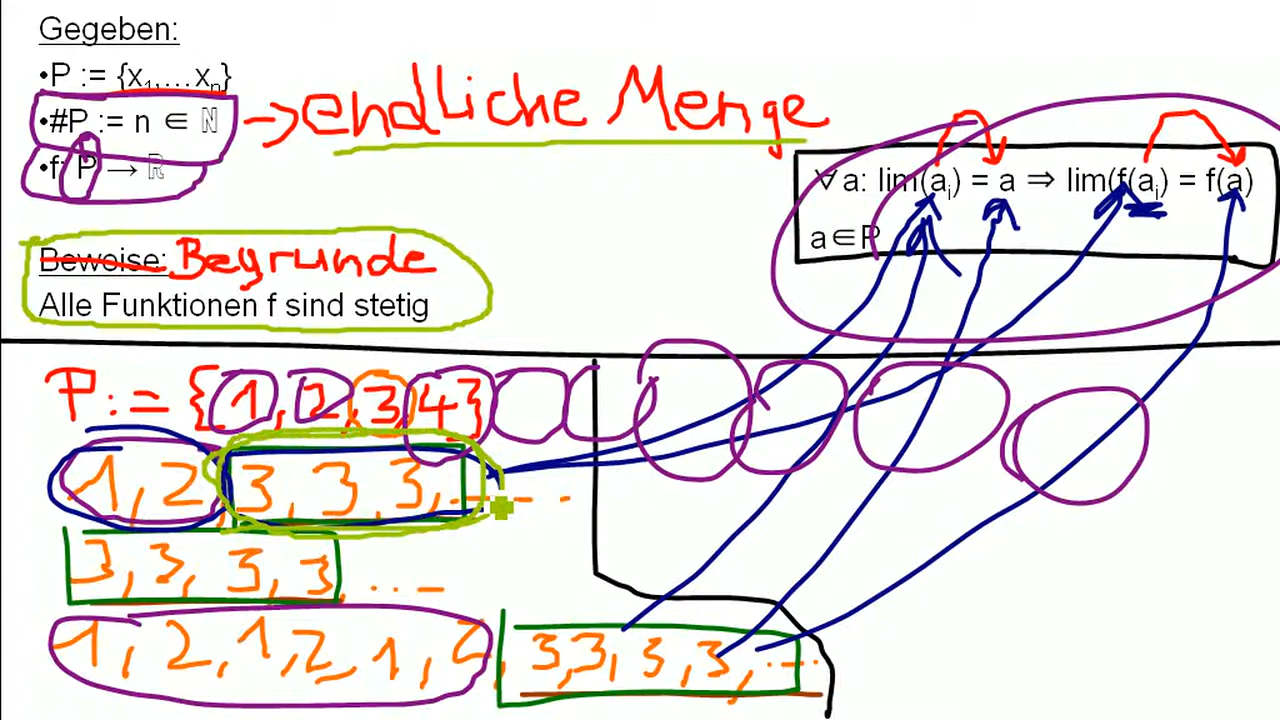 Gegeben:
•P := {x₁,...xₙ}
•#P := n ∈ ℕ → endliche Menge
•f: P → ℝ
∀a: lim(aᵢ) = a ⇒ lim(f(aᵢ) = f(a)
a∈P
Beweise: Begrunde
Alle Funktionen f sind stetig
P := {1, 2, 3, 4}
1, 2, 3, 3, 3, ......
3, 3, 3, 3, ....
1, 2, 1, 2, 1, 2, 3, 3, 3, 3, ....